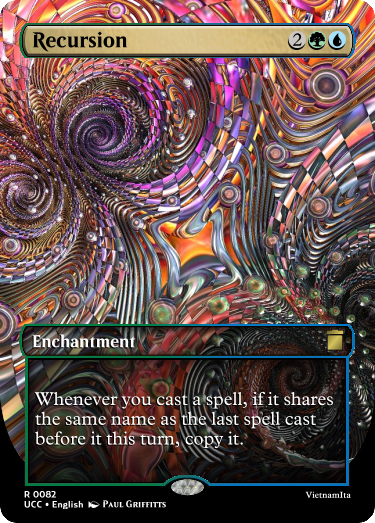 Recursion 2
Enchantment
Whenever you cast a spell, if it shares
the same name as the last spell cast
before it this turn, copy it.
R 0082
UCC • English Paul Griffitts
VietnamIta